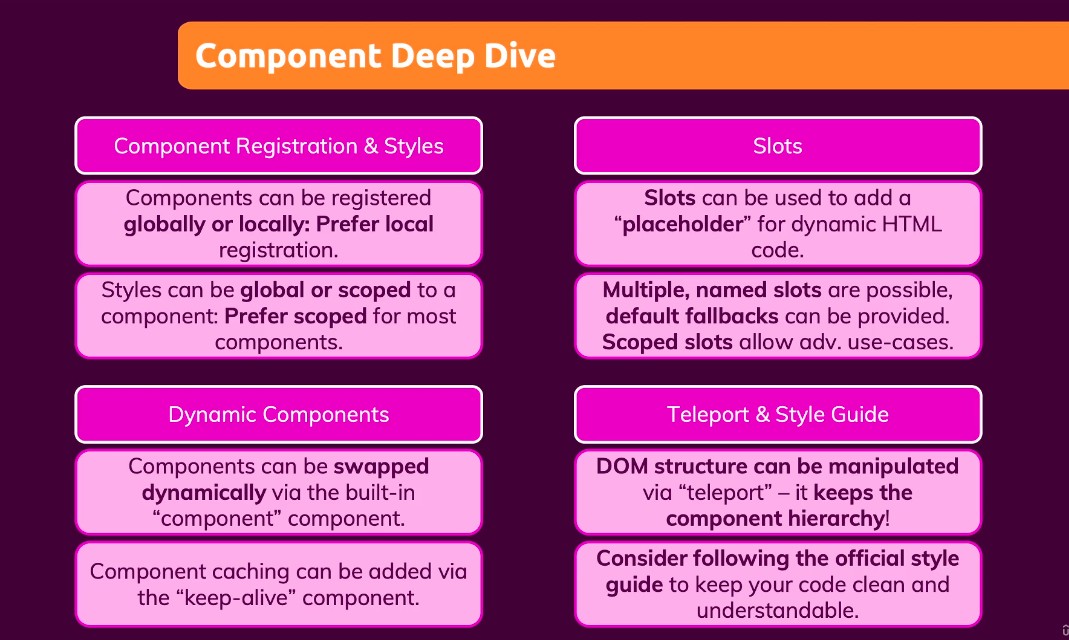 Component Deep Dive
Component Registration & Styles
Components can be registered
globally or locally: Prefer local
registration.
Styles can be global or scoped to a
component: Prefer scoped for most
components.
Slots
Slots can be used to add a
“placeholder” for dynamic HTML
code.
Multiple, named slots are possible,
default fallbacks can be provided.
Scoped slots allow adv. use-cases.
Dynamic Components
Components can be swapped
dynamically via the built-in
“component” component.
Component caching can be added via
the “keep-alive” component.
Teleport & Style Guide
DOM structure can be manipulated
via “teleport” – it keeps the
component hierarchy!
Consider following the official style
guide to keep your code clean and
understandable.